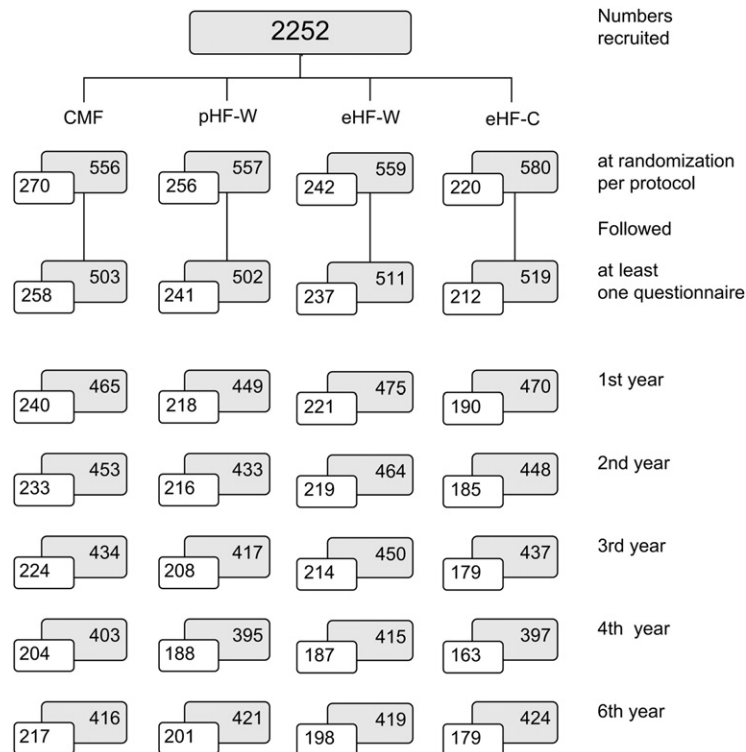 2252
Numbers
recruited
CMF pHF-W eHF-W eHF-C
556 557 559 580 at randomization
270 256 242 220 per protocol
Followed
503 502 511 519 at least
258 241 237 212 one questionnaire
465 449 475 470 1st year
240 218 221 190
453 433 464 448 2nd year
233 216 219 185
434 417 450 437 3rd year
224 208 214 179
403 395 415 397 4th year
204 188 187 163
416 421 419 424 6th year
217 201 198 179